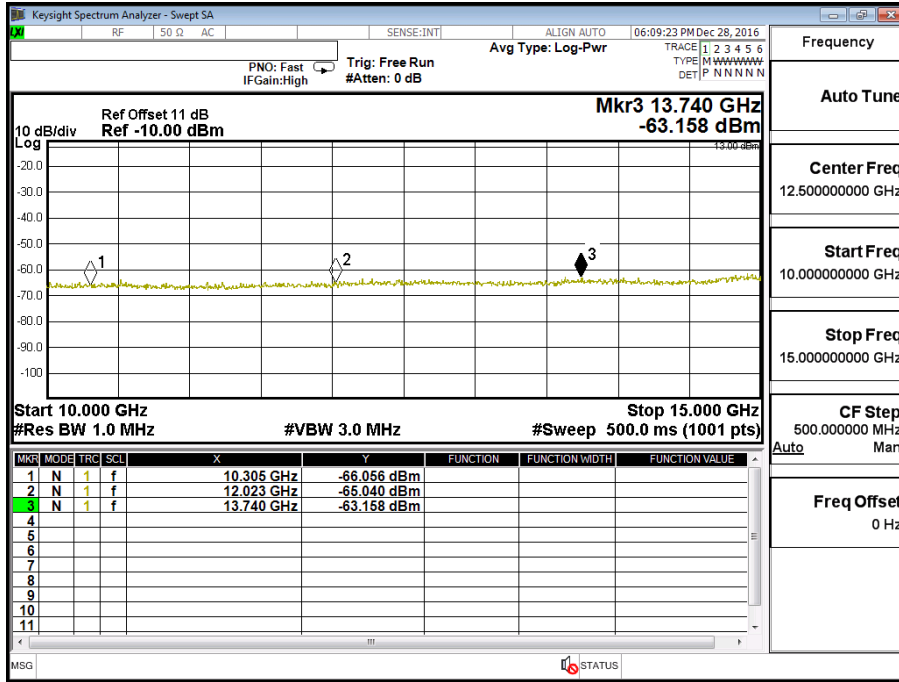 Keysight Spectrum Analyzer - Swept SA
LXI RF 50 Ω AC SENSE:INT ALIGN AUTO 06:09:23 PM Dec 28, 2016
Avg Type: Log-Pwr TRACE 1 2 3 4 5 6
PNO: Fast Trig: Free Run TYPE M WWWWW
IFGain:High #Atten: 0 dB DET P N N N N N
Ref Offset 11 dB Mkr3 13.740 GHz
10 dB/div Ref -10.00 dBm -63.158 dBm
Log
13.00 dBm
-20.0
-30.0
-40.0
-50.0
1 2 3
-60.0
-70.0
-80.0
-90.0
-100
Start 10.000 GHz Stop 15.000 GHz
#Res BW 1.0 MHz #VBW 3.0 MHz #Sweep 500.0 ms (1001 pts)
MKR MODE TRC SCL X Y FUNCTION FUNCTION WIDTH FUNCTION VALUE
1 N 1 f 10.305 GHz -66.056 dBm
2 N 1 f 12.023 GHz -65.040 dBm
3 N 1 f 13.740 GHz -63.158 dBm
4
5
6
7
8
9
10
11
MSG STATUS
Frequency
Auto Tune
Center Freq
12.500000000 GHz
Start Freq
10.000000000 GHz
Stop Freq
15.000000000 GHz
CF Step
500.000000 MHz
Auto Man
Freq Offset
0 Hz